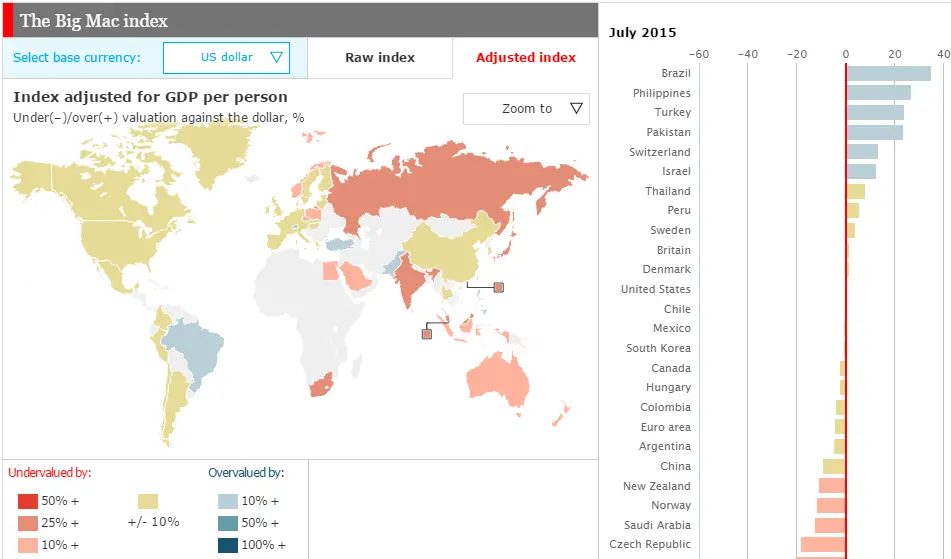 The Big Mac index
Select base currency:
US dollar
Raw index
Adjusted index
Index adjusted for GDP per person
Under(−)/over(+) valuation against the dollar, %
Zoom to
Undervalued by:
50% +
25% +
10% +
+/- 10%
Overvalued by:
10% +
50% +
100% +
July 2015
−60 −40 −20 0 20 40
Brazil
Philippines
Turkey
Pakistan
Switzerland
Israel
Thailand
Peru
Sweden
Britain
Denmark
United States
Chile
Mexico
South Korea
Canada
Hungary
Colombia
Euro area
Argentina
China
New Zealand
Norway
Saudi Arabia
Czech Republic